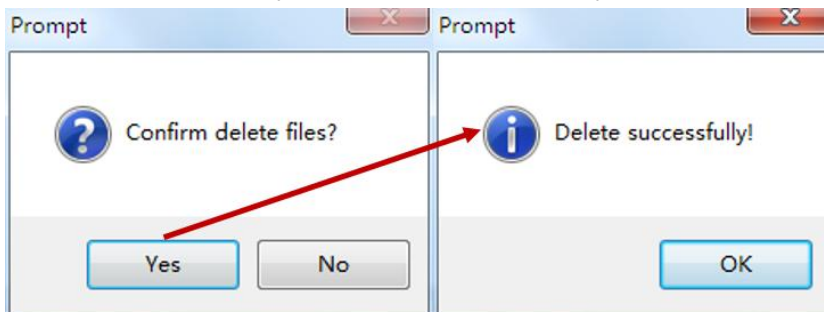 Prompt
Confirm delete files?
Yes
No
Prompt
Delete successfully!
OK